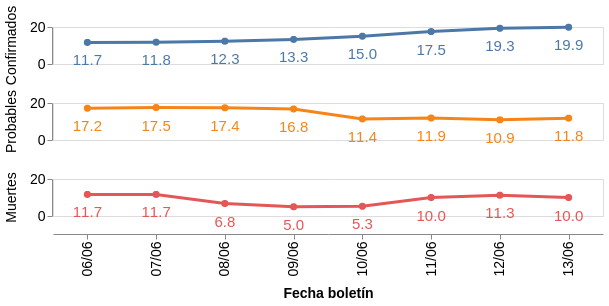 Confirmados
20
0
11.7 11.8 12.3 13.3 15.0 17.5 19.3 19.9
Probables
20
0
17.2 17.5 17.4 16.8 11.4 11.9 10.9 11.8
Muertes
20
0
11.7 11.7 6.8 5.0 5.3 10.0 11.3 10.0
06/06 07/06 08/06 09/06 10/06 11/06 12/06 13/06
Fecha boletín